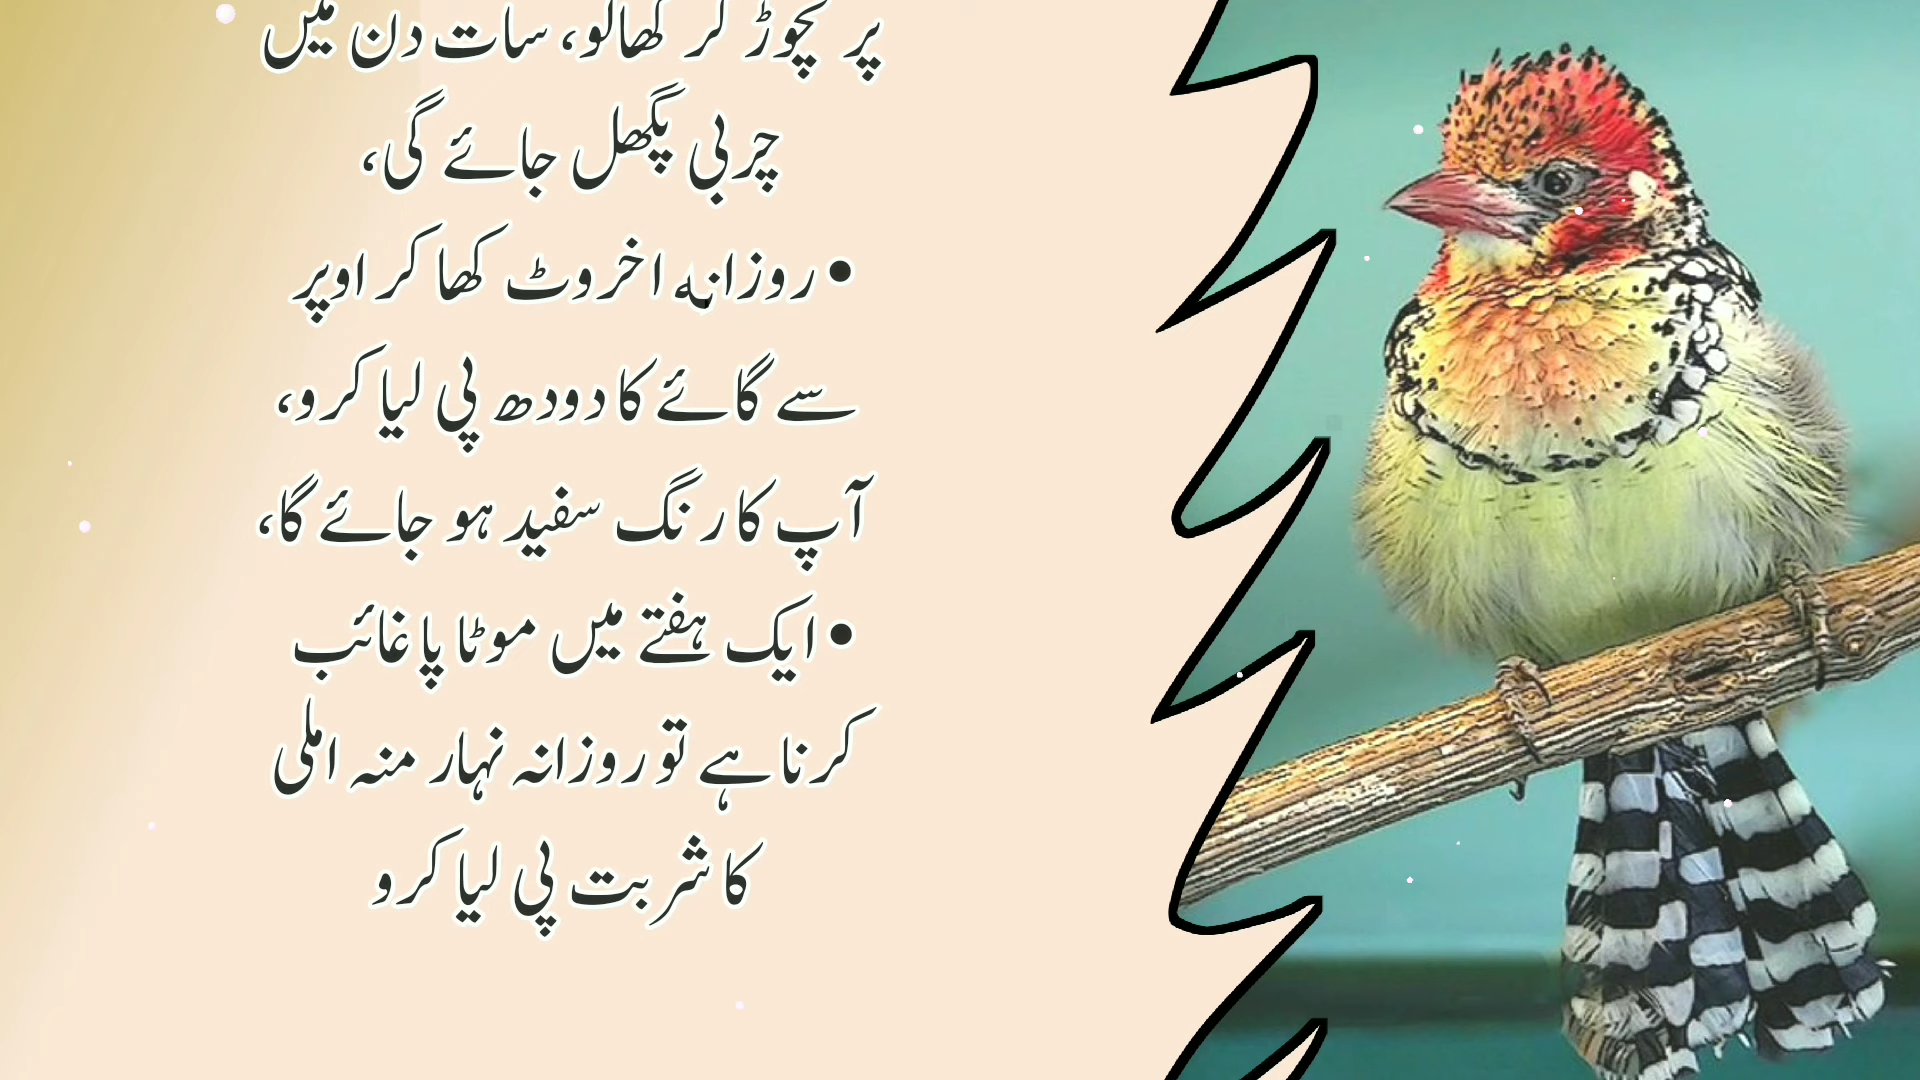 پر نچوڑ کر کھالو، سات دن میں
چربی پگھل جائے گی،
• روزانہ اخروٹ کھا کر اوپر
سے گائے کا دودھ پی لیا کرو،
آپ کا رنگ سفید ہو جائے گا،
• ایک ہفتے میں موٹاپا غائب
کرنا ہے تو روزانہ نہار منہ املی
کا شربت پی لیا کرو